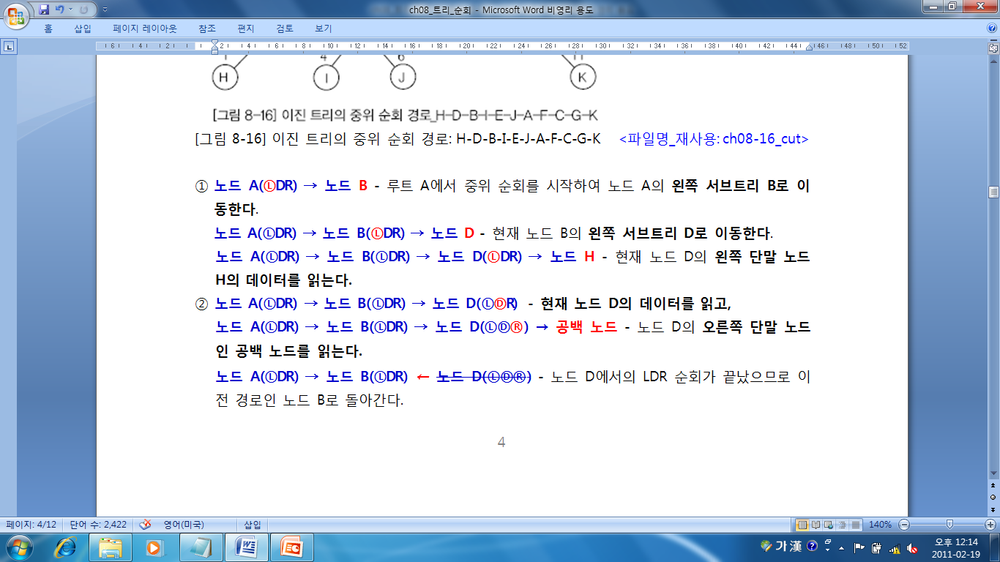 ch08_트리_순회 - Microsoft Word 비영리 용도
홈 삽입 페이지 레이아웃 참조 편지 검토 보기
6 4 2 2 4 6 8 10 12 14 16 18 20 22 24 26 28 30 32 34 36 38 40 42 44 46 48 50 52
4 6 11
H I J K
[그림 8-16] 이진 트리의 중위 순회 경로_H-D-B-I-E-J-A-F-C-G-K
[그림 8-16] 이진 트리의 중위 순회 경로: H-D-B-I-E-J-A-F-C-G-K <파일명_재사용: ch08-16_cut>
① 노드 A(ⓁDR) → 노드 B - 루트 A에서 중위 순회를 시작하여 노드 A의 왼쪽 서브트리 B로 이
동한다.
노드 A(ⓁDR) → 노드 B(ⓁDR) → 노드 D - 현재 노드 B의 왼쪽 서브트리 D로 이동한다.
노드 A(ⓁDR) → 노드 B(ⓁDR) → 노드 D(ⓁDR) → 노드 H - 현재 노드 D의 왼쪽 단말 노드
H의 데이터를 읽는다.
② 노드 A(ⓁDR) → 노드 B(ⓁDR) → 노드 D(ⓁⒹR) - 현재 노드 D의 데이터를 읽고,
노드 A(ⓁDR) → 노드 B(ⓁDR) → 노드 D(ⓁⒹⓇ) → 공백 노드 - 노드 D의 오른쪽 단말 노드
인 공백 노드를 읽는다.
노드 A(ⓁDR) → 노드 B(ⓁDR) ← 노드 D(ⓁⒹⓇ) - 노드 D에서의 LDR 순회가 끝났으므로 이
전 경로인 노드 B로 돌아간다.
4
페이지: 4/12 단어 수: 2,422 영어(미국) 삽입 140%
가 漢 오후 12:14
2011-02-19